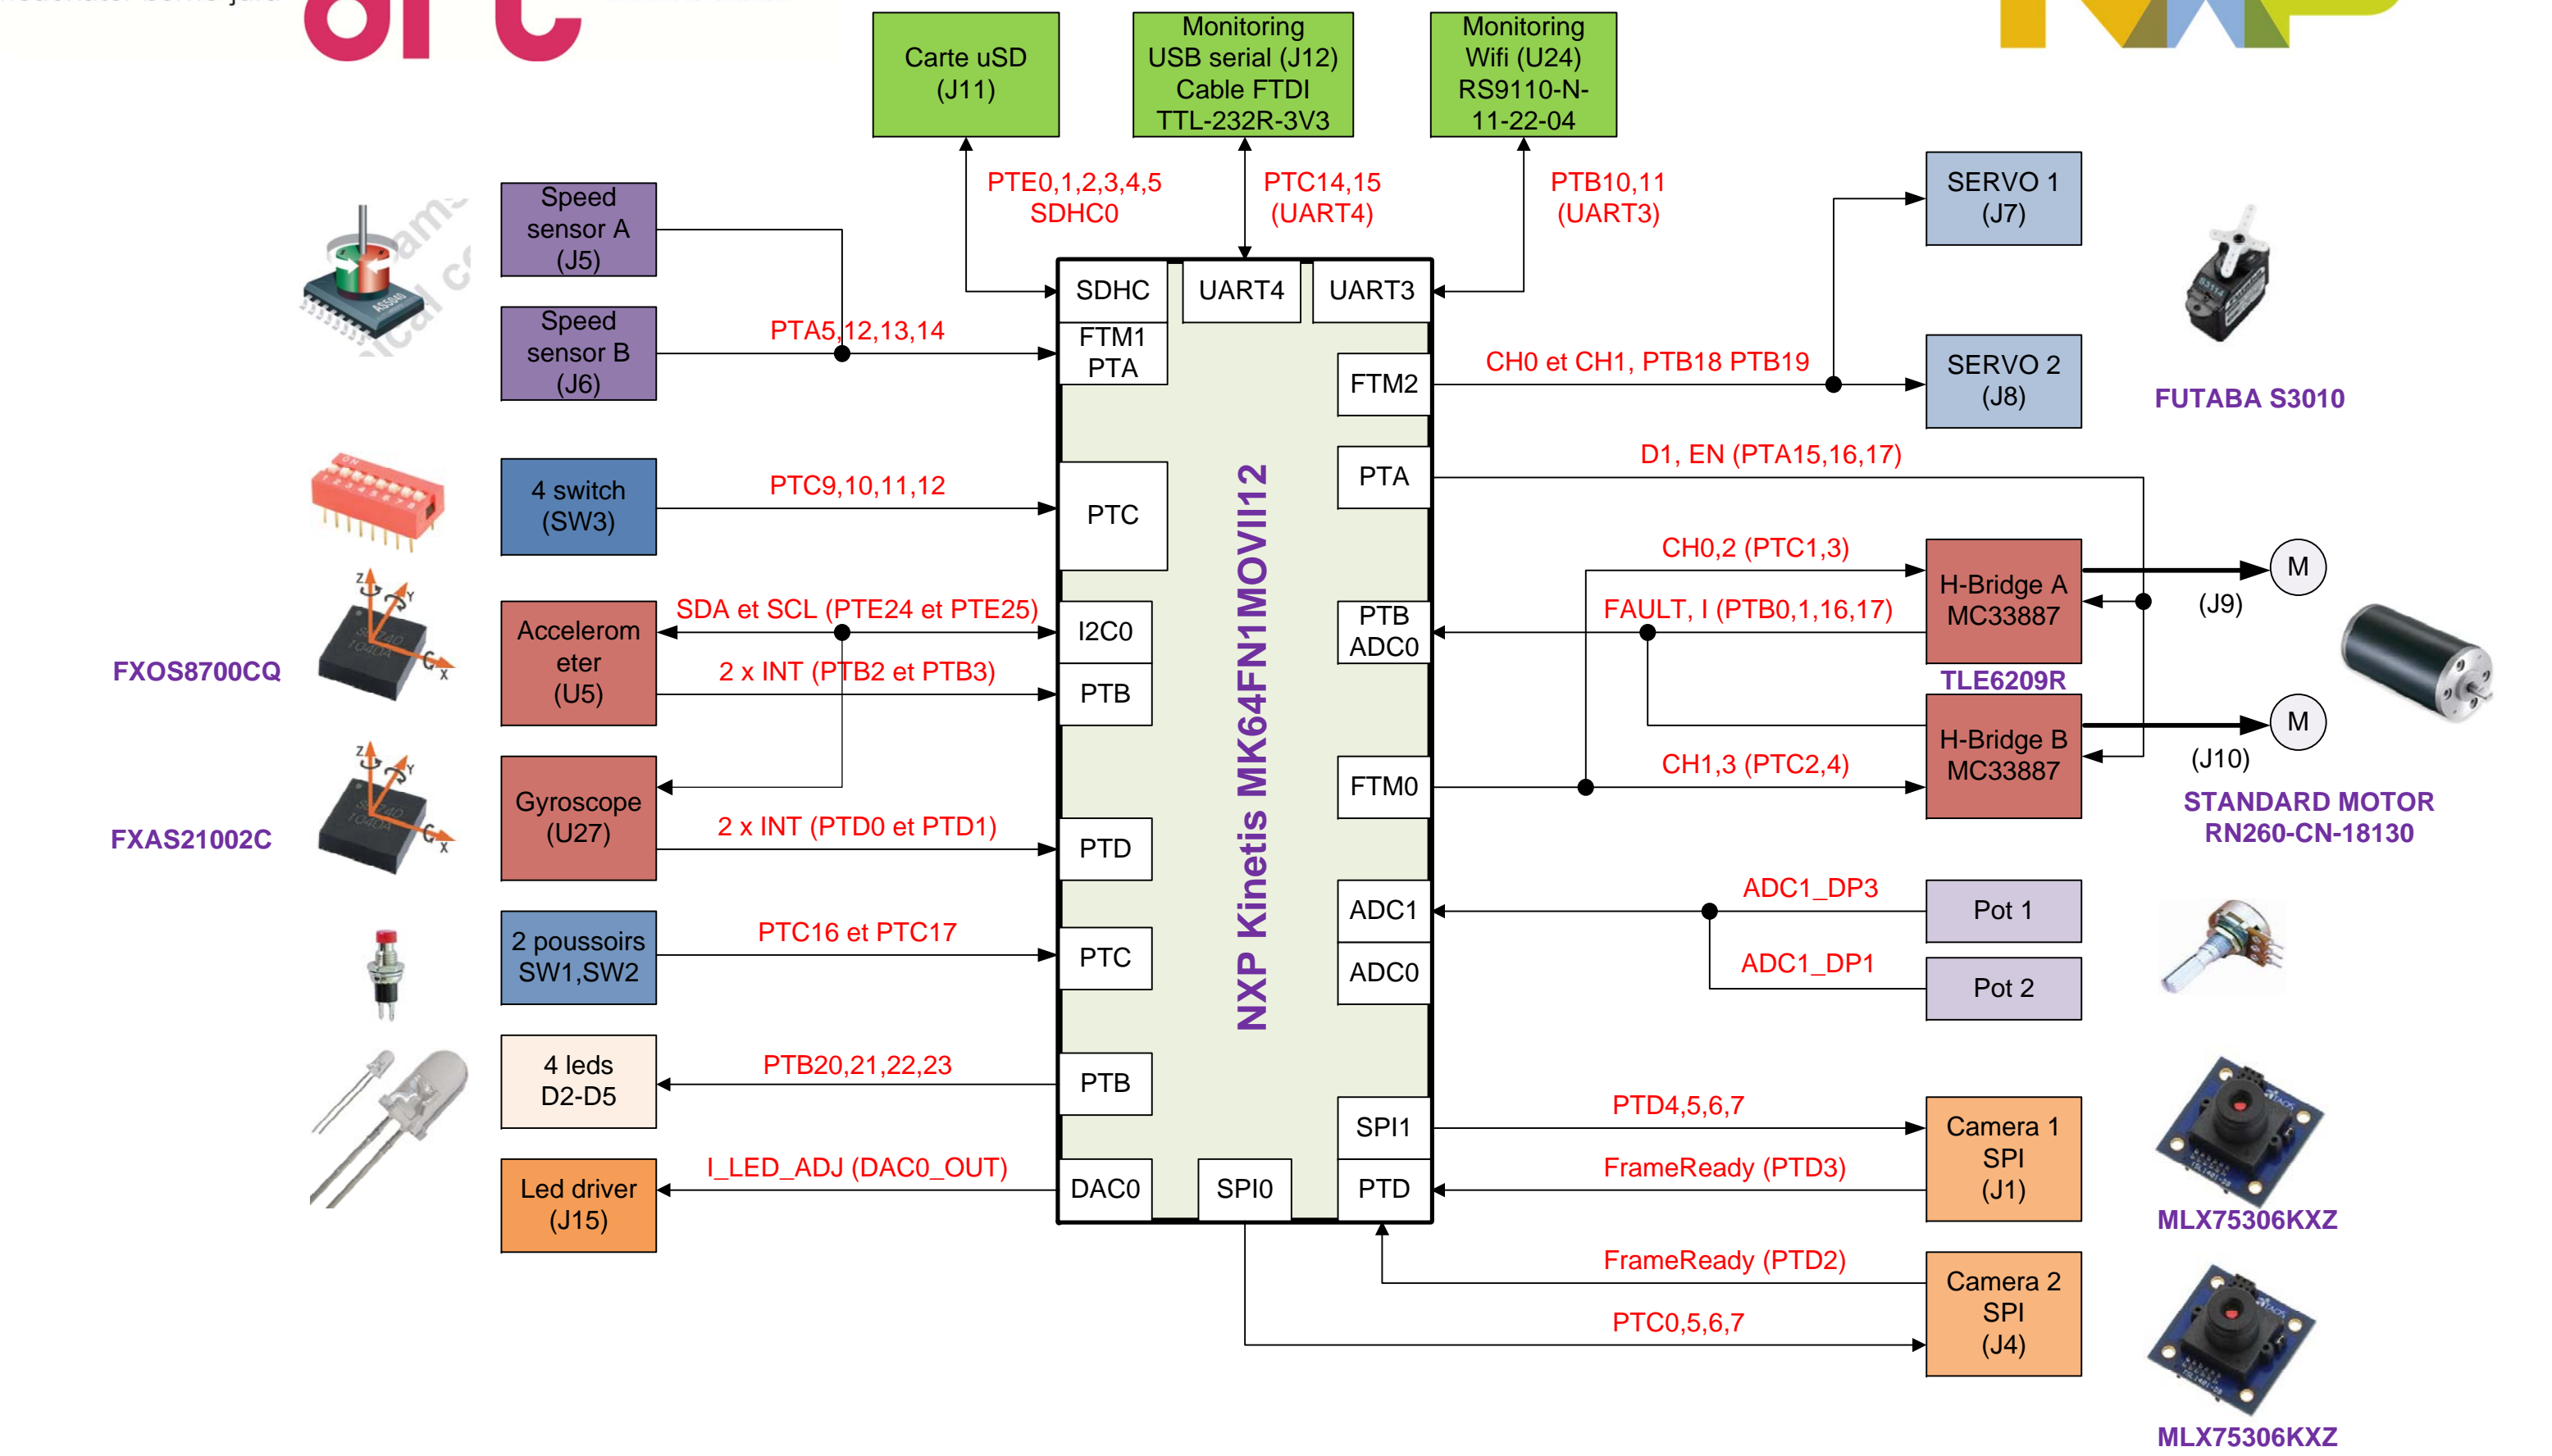 arc
NXP
Carte uSD
(J11)
Monitoring
USB serial (J12)
Cable FTDI
TTL-232R-3V3
Monitoring
Wifi (U24)
RS9110-N-
11-22-04
PTE0,1,2,3,4,5
SDHC0
PTC14,15
(UART4)
PTB10,11
(UART3)
Speed
sensor A
(J5)
Speed
sensor B
(J6)
PTA5,12,13,14
AS5040
SDHC
UART4
UART3
FTM1
PTA
FTM2
CH0 et CH1, PTB18 PTB19
SERVO 1
(J7)
SERVO 2
(J8)
FUTABA S3010
4 switch
(SW3)
PTC9,10,11,12
PTC
PTA
D1, EN (PTA15,16,17)
NXP Kinetis MK64FN1MOVII12
CH0,2 (PTC1,3)
H-Bridge A
MC33887
M
(J9)
FXOS8700CQ
Accelerom
eter
(U5)
SDA et SCL (PTE24 et PTE25)
I2C0
2 x INT (PTB2 et PTB3)
PTB
PTB
ADC0
FAULT, I (PTB0,1,16,17)
TLE6209R
H-Bridge B
MC33887
M
(J10)
STANDARD MOTOR
RN260-CN-18130
FXAS21002C
Gyroscope
(U27)
2 x INT (PTD0 et PTD1)
PTD
FTM0
CH1,3 (PTC2,4)
2 poussoirs
SW1,SW2
PTC16 et PTC17
PTC
ADC1
ADC0
ADC1_DP3
Pot 1
ADC1_DP1
Pot 2
4 leds
D2-D5
PTB20,21,22,23
PTB
SPI1
PTD4,5,6,7
Camera 1
SPI
(J1)
MLX75306KXZ
Led driver
(J15)
I_LED_ADJ (DAC0_OUT)
DAC0
SPI0
PTD
FrameReady (PTD3)
FrameReady (PTD2)
PTC0,5,6,7
Camera 2
SPI
(J4)
MLX75306KXZ